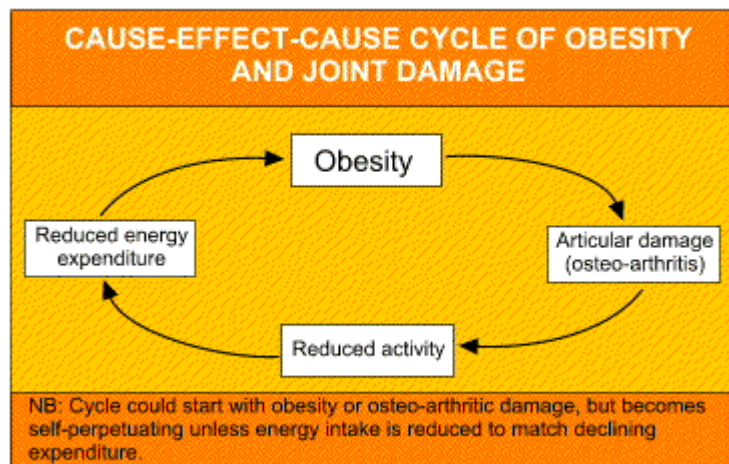 CAUSE-EFFECT-CAUSE CYCLE OF OBESITY
AND JOINT DAMAGE
Obesity
Reduced energy
expenditure
Articular damage
(osteo-arthritis)
Reduced activity
NB: Cycle could start with obesity or osteo-arthritic damage, but becomes
self-perpetuating unless energy intake is reduced to match declining
expenditure.